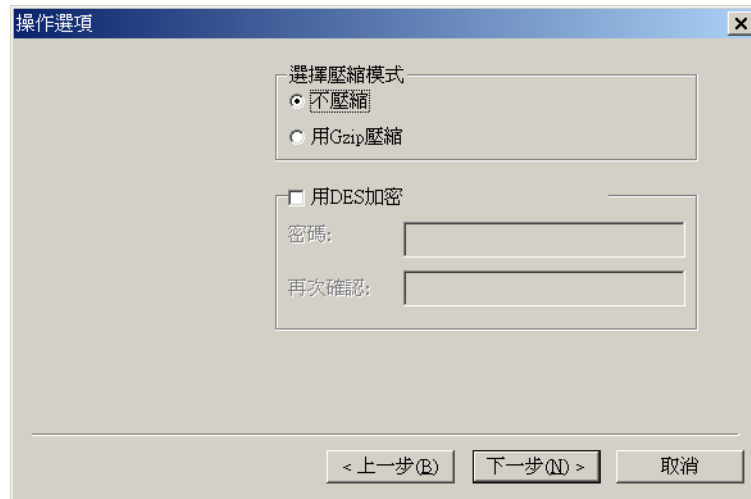 操作選項
選擇壓縮模式
不壓縮
用Gzip壓縮
用DES加密
密碼:
再次確認:
<上一步(B) 下一步(N) > 取消